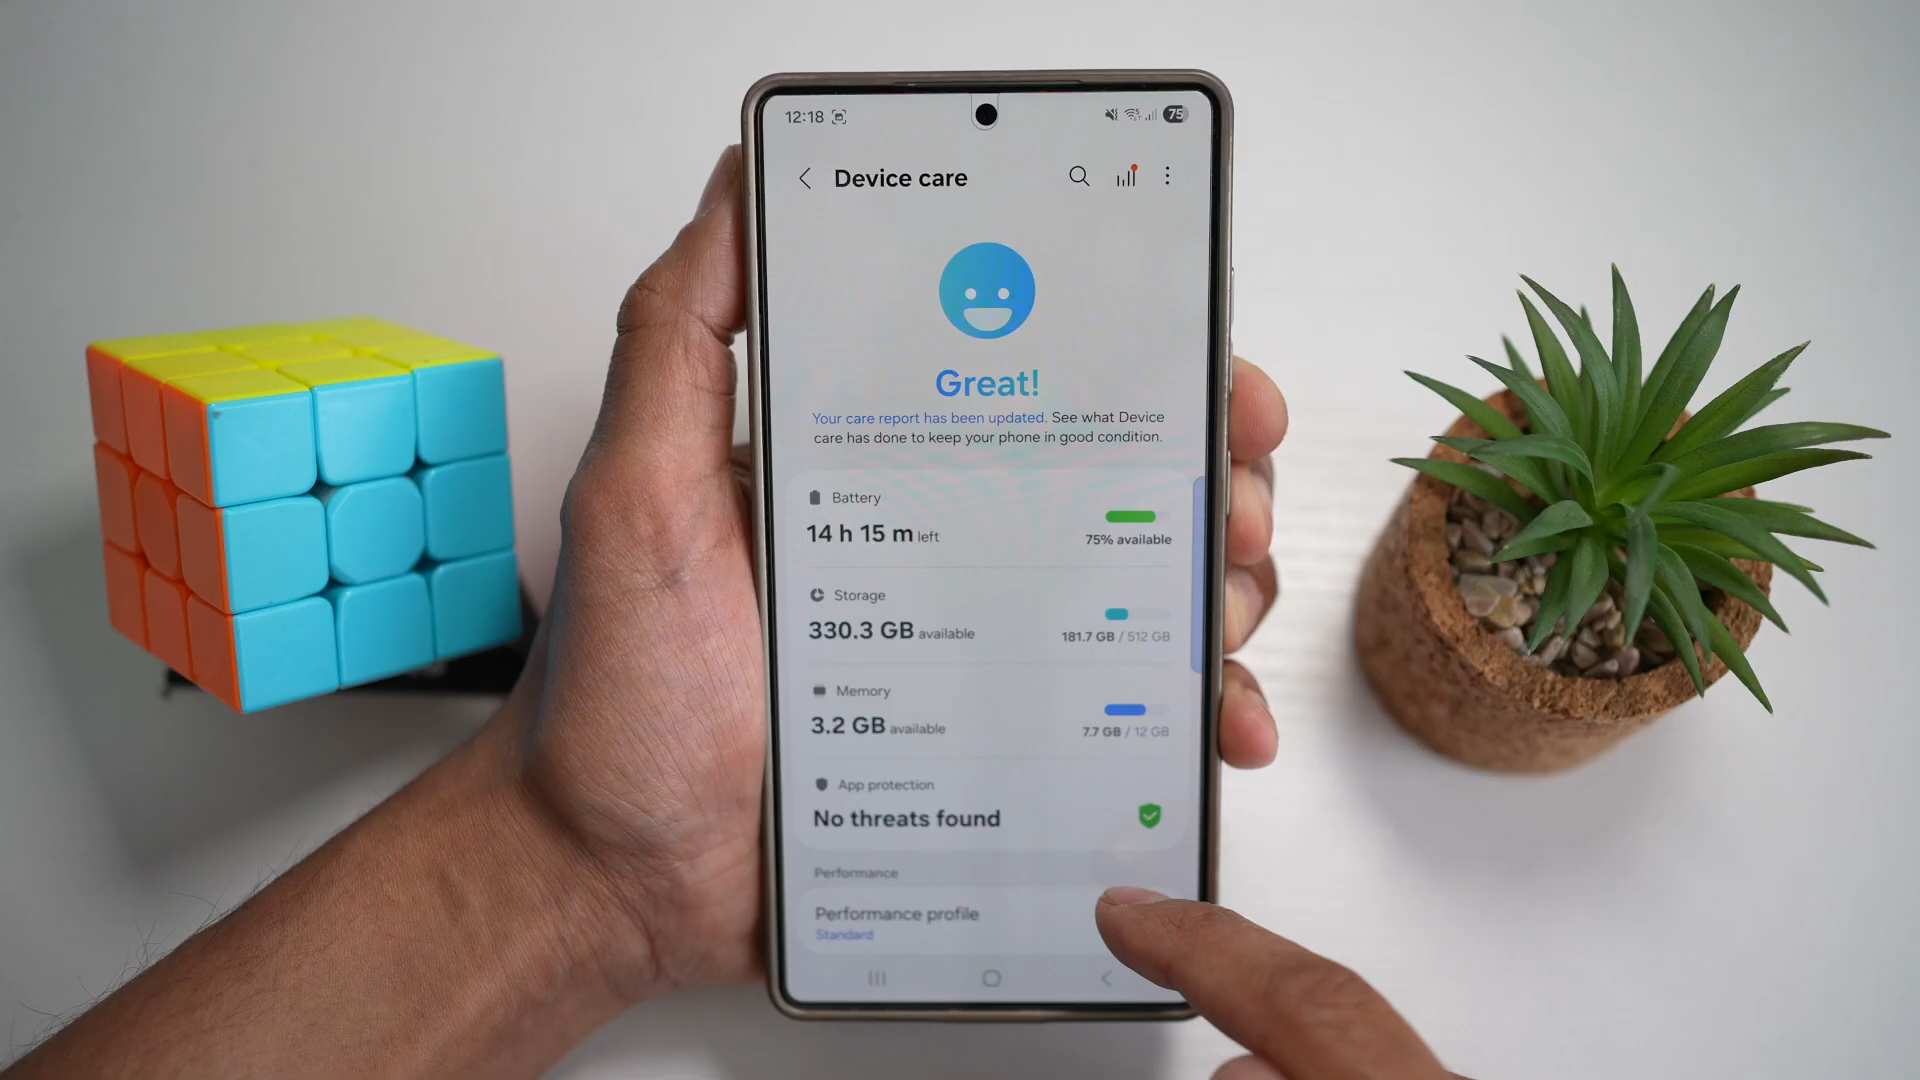 12:18
75
Device care
Great!
Your care report has been updated. See what Device
care has done to keep your phone in good condition.
Battery
14 h 15 m left
75% available
Storage
330.3 GB available
181.7 GB / 512 GB
Memory
3.2 GB available
7.7 GB / 12 GB
App protection
No threats found
Performance
Performance profile
Standard